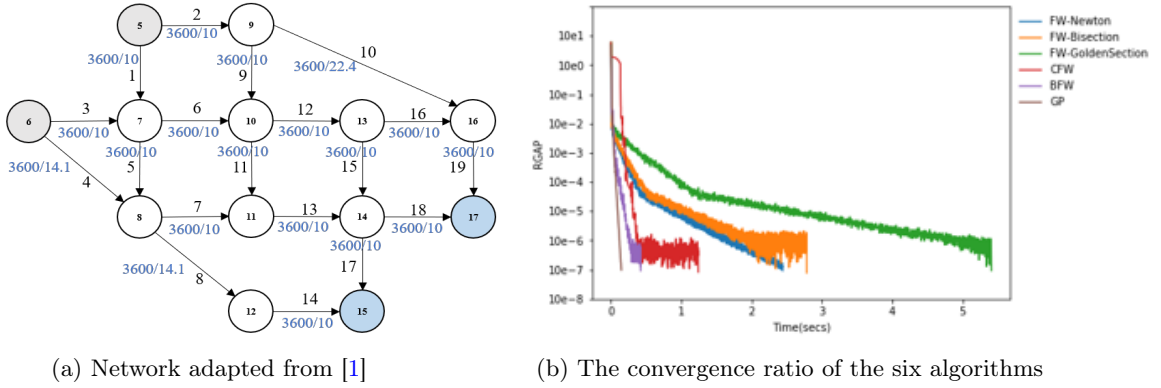 5
2
3600/10
9
10
3600/22.4
3600/10
1
3600/10
9
6
3
3600/10
7
6
3600/10
10
12
3600/10
13
16
3600/10
16
3600/14.1
4
3600/10
5
3600/10
11
3600/10
15
3600/10
19
8
7
3600/10
11
13
3600/10
14
18
3600/10
17
3600/14.1
8
3600/10
17
12
14
3600/10
15
(a) Network adapted from [1]
RGAP
10e1
10e0
10e−1
10e−2
10e−3
10e−4
10e−5
10e−6
10e−7
10e−8
0 1 2 3 4 5
Time(secs)
FW-Newton
FW-Bisection
FW-GoldenSection
CFW
BFW
GP
(b) The convergence ratio of the six algorithms